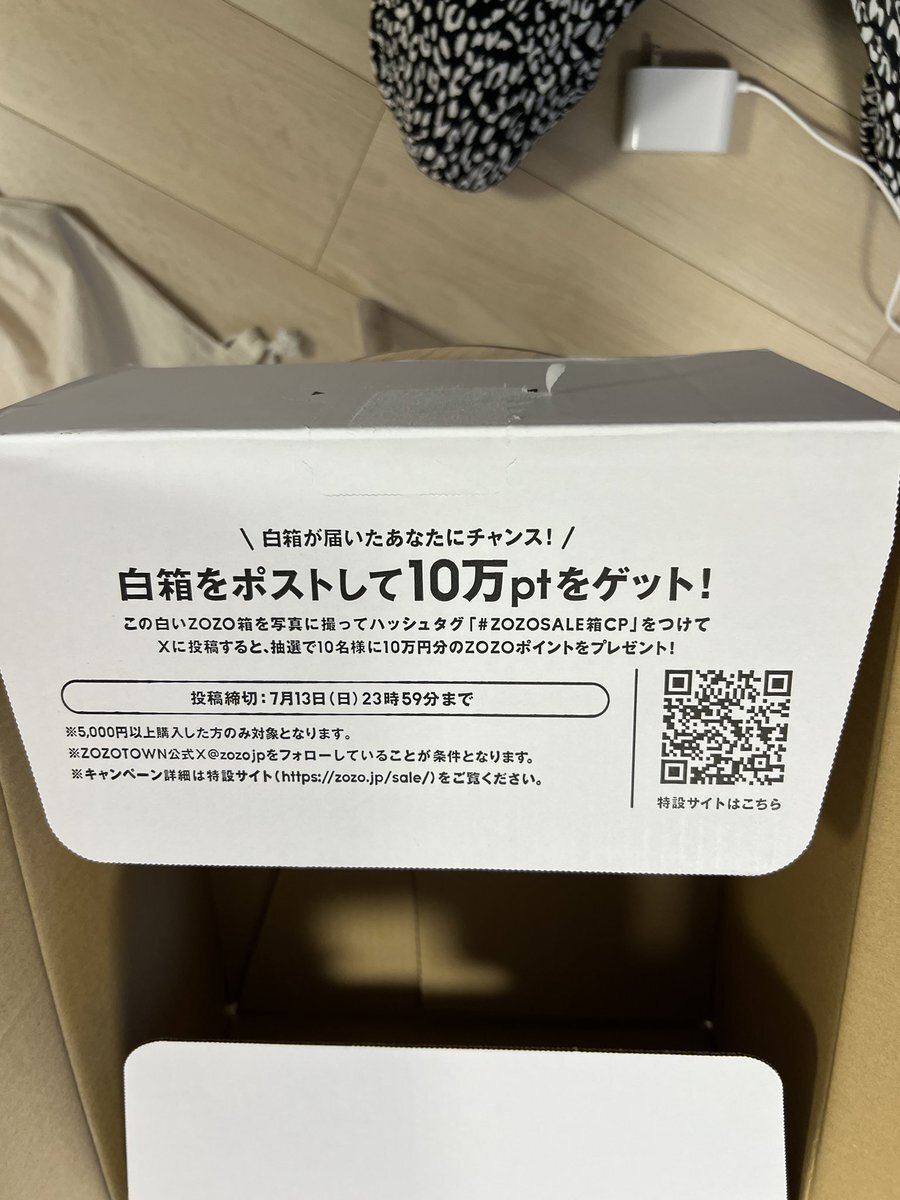 \ 白箱が届いたあなたにチャンス! /
白箱をポストして10万ptをゲット!
この白いZOZO箱を写真に撮ってハッシュタグ「#ZOZOSALE箱CP」をつけて
Xに投稿すると、抽選で10名様に10万円分のZOZOポイントをプレゼント!
投稿締切:7月13日(日)23時59分まで
※5,000円以上購入した方のみ対象となります。
※ZOZOTOWN公式X@zozojpをフォローしていることが条件となります。
※キャンペーン詳細は特設サイト(https://zozo.jp/sale/)をご覧ください。
特設サイトはこちら